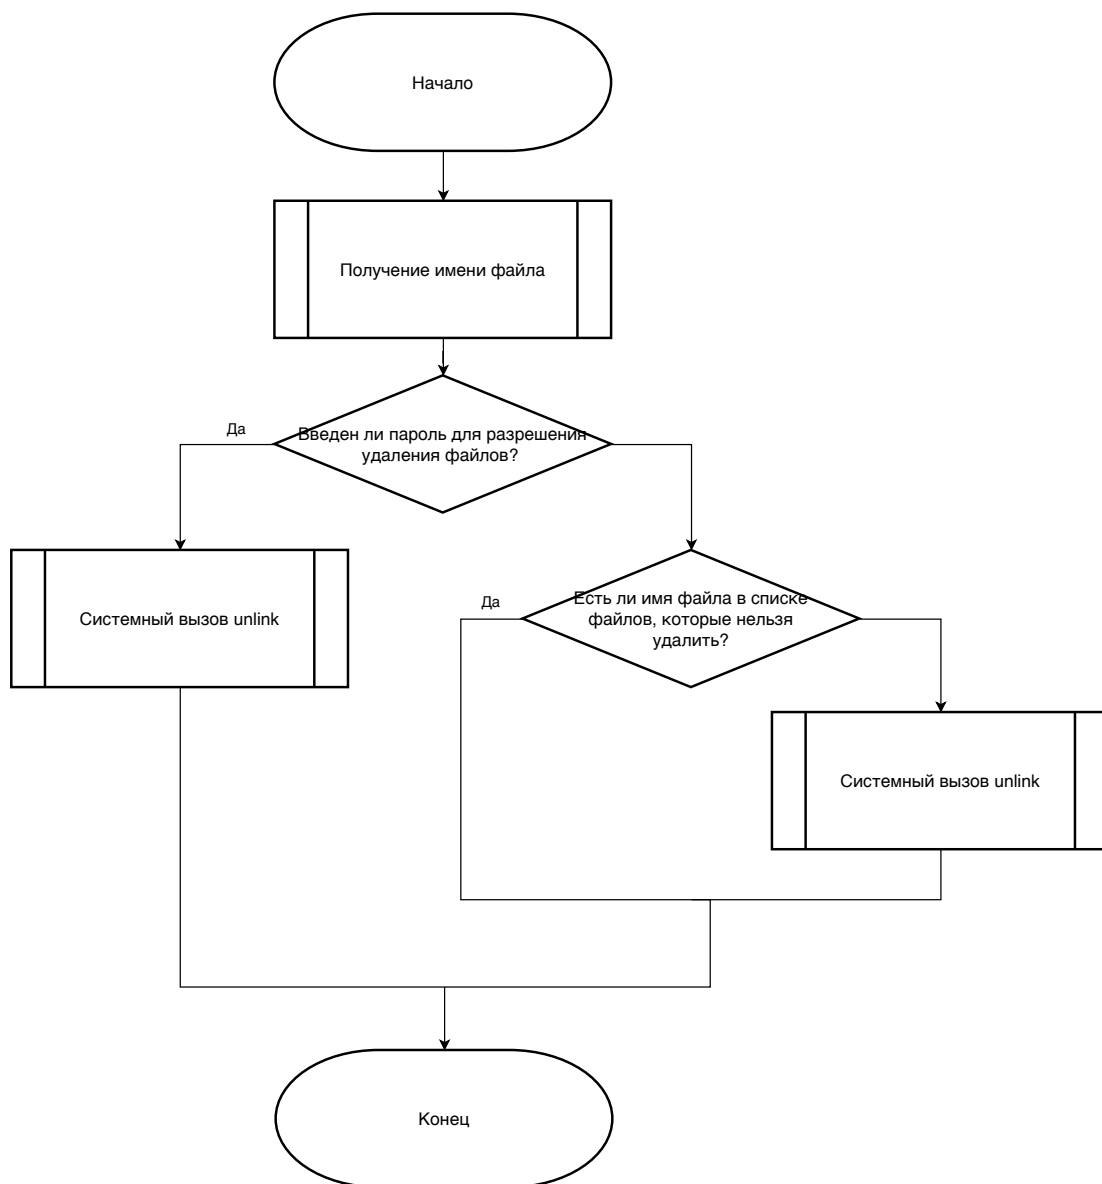 Начало
Получение имени файла
Да
Введен ли пароль для разрешения
удаления файлов?
Системный вызов unlink
Да
Есть ли имя файла в списке
файлов, которые нельзя
удалить?
Системный вызов unlink
Конец